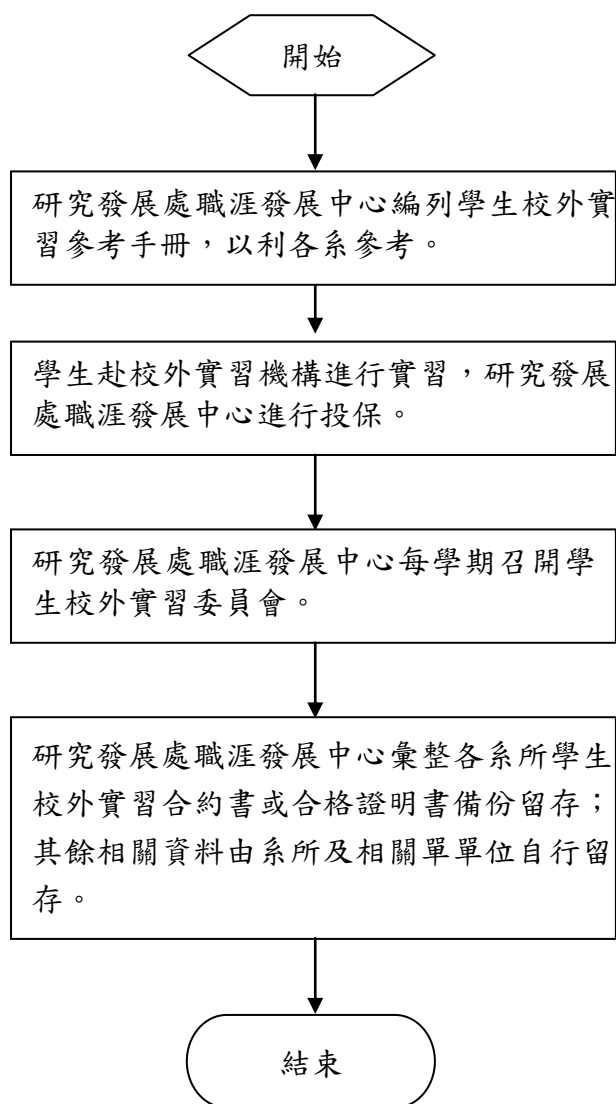 開始
研究發展處職涯發展中心編列學生校外實
習參考手冊，以利各系參考。
學生赴校外實習機構進行實習，研究發展
處職涯發展中心進行投保。
研究發展處職涯發展中心每學期召開學
生校外實習委員會。
研究發展處職涯發展中心彙整各系所學生
校外實習合約書或合格證明書備份留存；
其餘相關資料由系所及相關單單位自行留
存。
結束